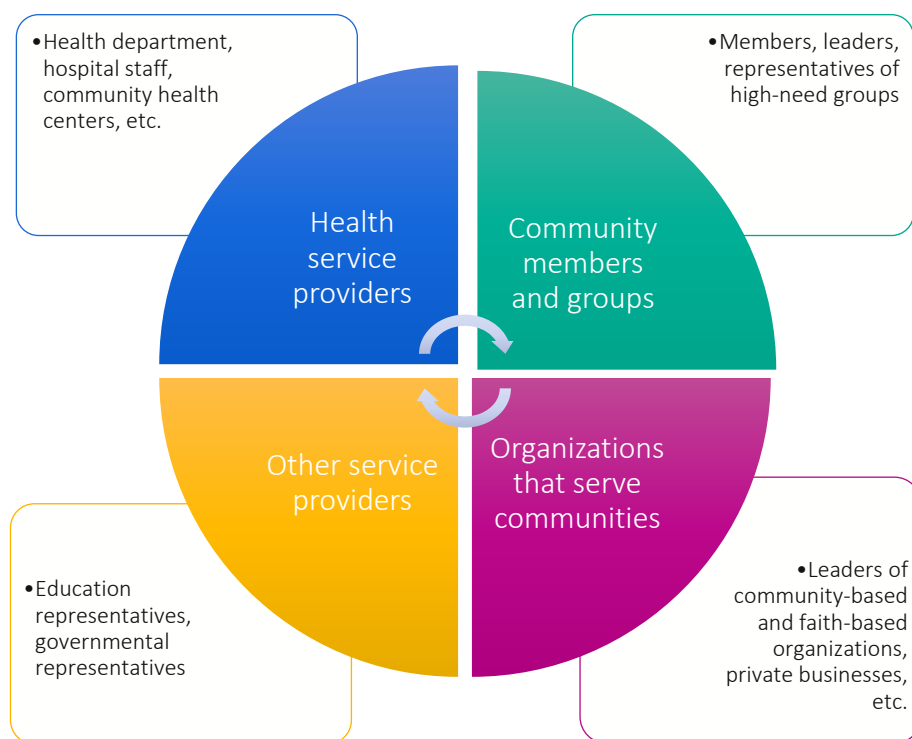 •Health department,
hospital staff,
community health
centers, etc.
•Members, leaders,
representatives of
high-need groups
Health
service
providers
Community
members
and groups
Other service
providers
Organizations
that serve
communities
•Education
representatives,
governmental
representatives
•Leaders of
community-based
and faith-based
organizations,
private businesses,
etc.